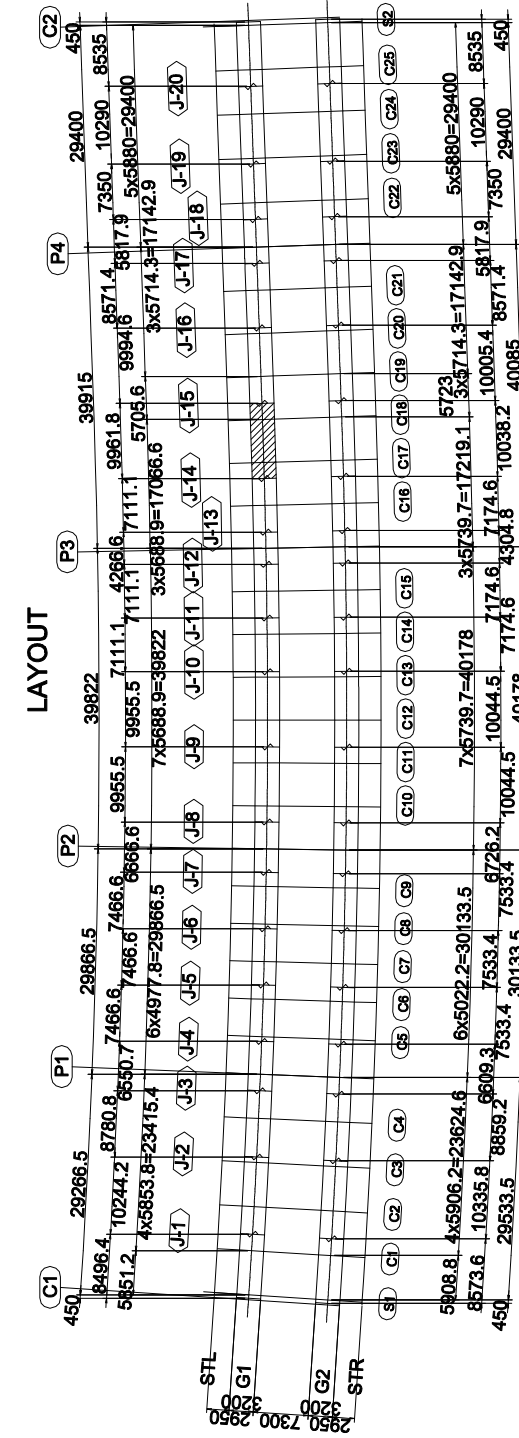 LAYOUT
C1 P1 P2 P3 P4 C2
450 29266.5 29866.5 39822 39915 29400 450
8496.4 10244.2 8780.8 6550.7 7466.6 7466.6 7466.6 6666.6 9955.5 9955.5 7111.1 7111.1 4266.6 7111.1 9961.8 9994.6 8571.4 5817.9 7350 10290 8535
5851.2 4x5853.8=23415.4 6x4977.8=29866.5 7x5688.9=39822 3x5688.9=17066.6 5705.6 3x5714.3=17142.9 5x5880=29400
J-1 J-2 J-3 J-4 J-5 J-6 J-7 J-8 J-9 J-10 J-11 J-12 J-13 J-14 J-15 J-16 J-17 J-18 J-19 J-20
STL
G1
G2
STR
2950 3200 7300 3200 2950
S1 C1 C2 C3 C4 C5 C6 C7 C8 C9 C10 C11 C12 C13 C14 C15 C16 C17 C18 C19 C20 C21 C22 C23 C24 C25 S2
5908.8 4x5906.2=23624.6 6x5022.2=30133.5 7x5739.7=40178 3x5739.7=17219.1 5723 3x5714.3=17142.9 5x5880=29400
8573.6 10335.8 8859.2 6609.3 7533.4 7533.4 7533.4 6726.2 10044.5 10044.5 7174.6 7174.6 4304.8 7174.6 10038.2 10005.4 8571.4 5817.9 7350 10290 8535
450 29533.5 30133.5 40178 40085 29400 450